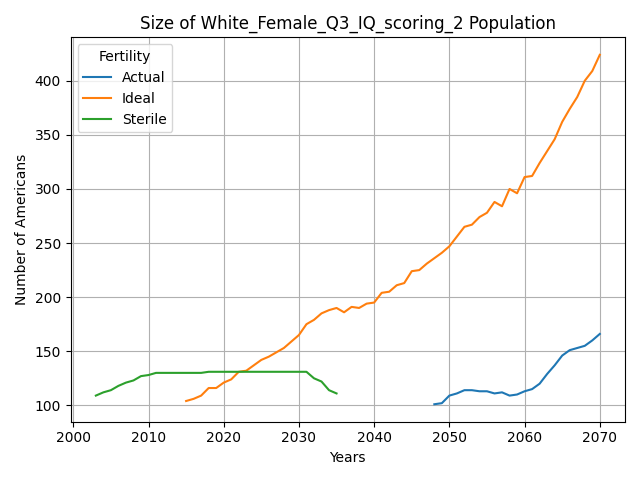 Size of White_Female_Q3_IQ_scoring_2 Population
Fertility
Actual
Ideal
Sterile
Number of Americans
400
350
300
250
200
150
100
2000 2010 2020 2030 2040 2050 2060 2070
Years